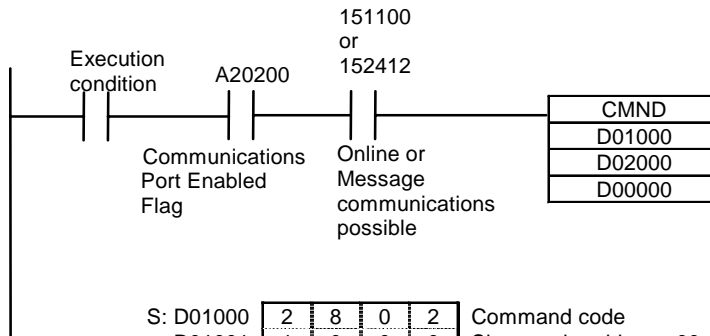 151100
or
152412
Execution
condition
A20200
CMND
D01000
D02000
D00000
Communications
Port Enabled
Flag
Online or
Message
communications
possible
S: D01000 2 8 0 2 Command code